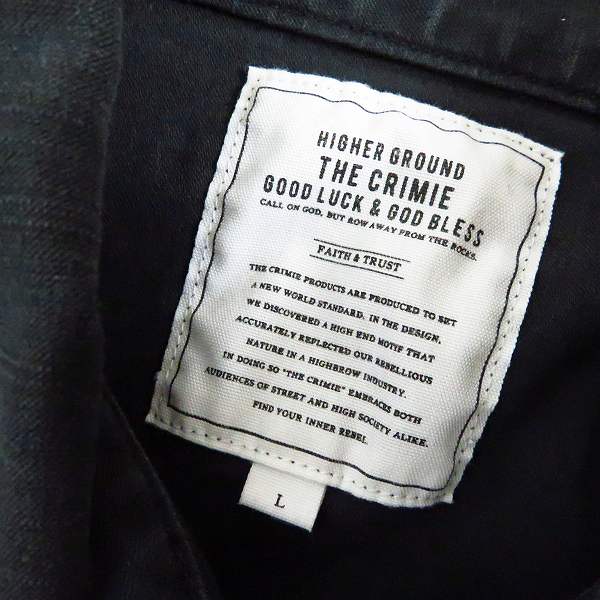 HIGHER GROUND
THE CRIMIE
GOOD LUCK & GOD BLESS
CALL ON GOD, BUT ROW AWAY FROM THE ROCKS.
FAITH & TRUST
THE CRIMIE PRODUCTS ARE PRODUCED TO SET
A NEW WORLD STANDARD. IN THE DESIGN,
WE DISCOVERED A HIGH END MOTIF THAT
ACCURATELY REFLECTED OUR REBELLIOUS
NATURE IN A HIGHBROW INDUSTRY.
IN DOING SO "THE CRIMIE" EMBRACES BOTH
AUDIENCES OF STREET AND HIGH SOCIETY ALIKE.
FIND YOUR INNER REBEL.
L